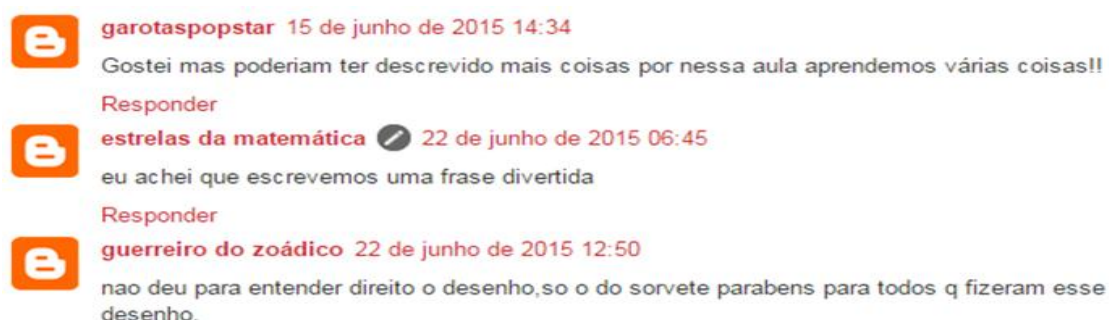 garotaspopstar 15 de junho de 2015 14:34
Gostei mas poderiam ter descrevido mais coisas por nessa aula aprendemos várias coisas!!
Responder
estrelas da matemática 22 de junho de 2015 06:45
eu achei que escrevemos uma frase divertida
Responder
guerreiro do zoádico 22 de junho de 2015 12:50
nao deu para entender direito o desenho,so o do sorvete parabens para todos q fizeram esse
desenho.